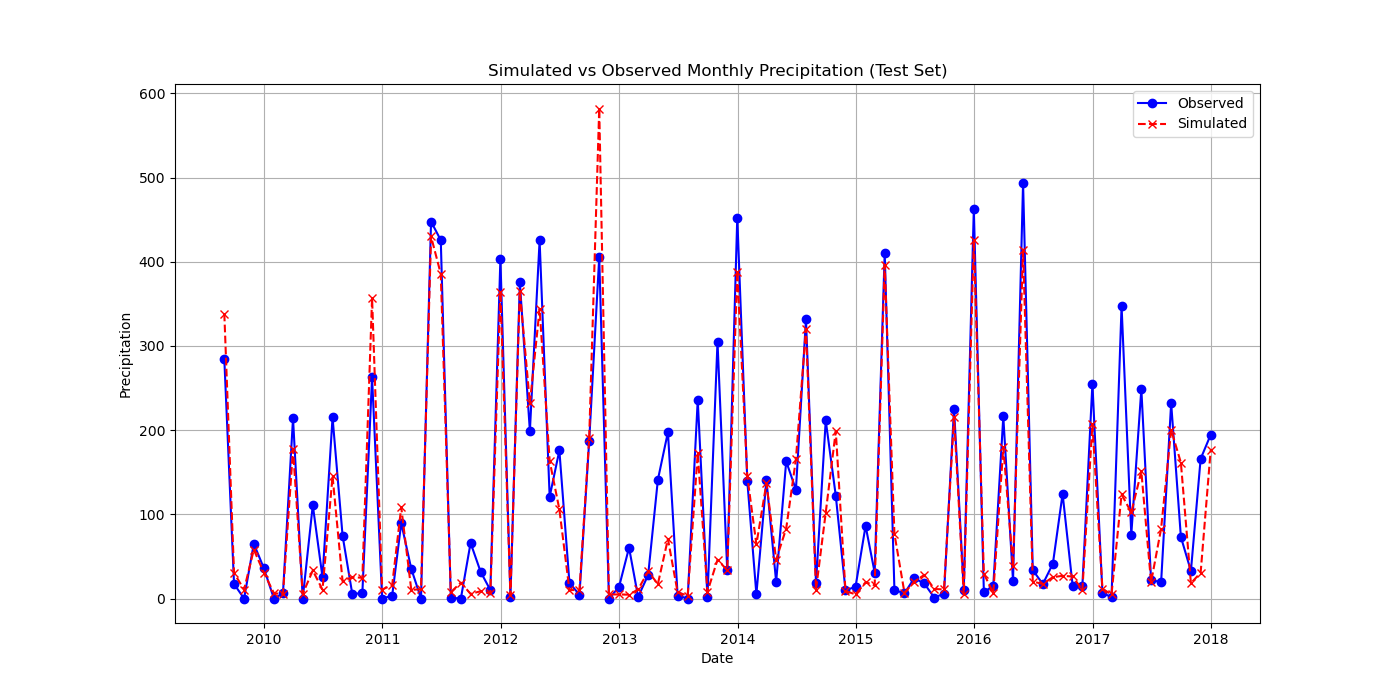 Simulated vs Observed Monthly Precipitation (Test Set)
Observed
Simulated
600
500
400
300
200
100
0
Precipitation
2010 2011 2012 2013 2014 2015 2016 2017 2018
Date